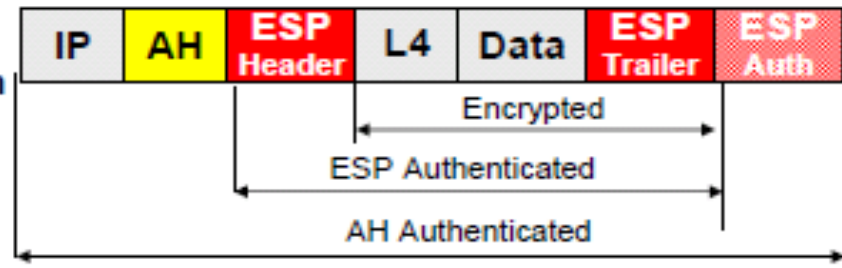 IP AH ESP Header L4 Data ESP Trailer ESP Auth
n
Encrypted
ESP Authenticated
AH Authenticated